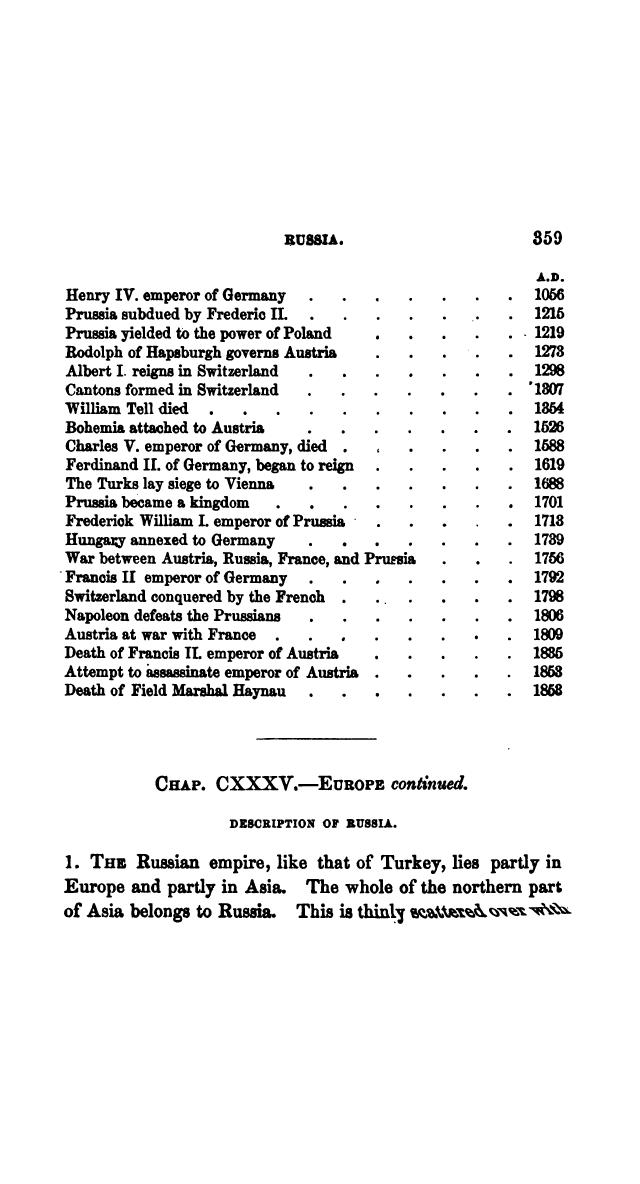 RUSSIA. 359
A.D.
Henry IV. emperor of Germany . . . . . . . 1056
Prussia subdued by Frederic II. . . . . . . . 1215
Prussia yielded to the power of Poland . . . . . 1219
Rodolph of Hapsburgh governs Austria . . . . . 1273
Albert I. reigns in Switzerland . . . . . . . 1298
Cantons formed in Switzerland . . . . . . . 1307
William Tell died . . . . . . . . . . 1354
Bohemia attached to Austria . . . . . . . 1526
Charles V. emperor of Germany, died . . . . . . 1588
Ferdinand II. of Germany, began to reign . . . . . 1619
The Turks lay siege to Vienna . . . . . . . 1688
Prussia became a kingdom . . . . . . . . 1701
Frederick William I. emperor of Prussia . . . . . 1713
Hungary annexed to Germany . . . . . . . 1739
War between Austria, Russia, France, and Prussia . . . 1756
Francis II emperor of Germany . . . . . . . 1792
Switzerland conquered by the French . . . . . . 1798
Napoleon defeats the Prussians . . . . . . . 1806
Austria at war with France . . . . . . . . 1809
Death of Francis II. emperor of Austria . . . . . 1835
Attempt to assassinate emperor of Austria . . . . . 1853
Death of Field Marshal Haynau . . . . . . . 1853
CHAP. CXXXV.—EUROPE continued.
DESCRIPTION OF RUSSIA.
1. THE Russian empire, like that of Turkey, lies partly in
Europe and partly in Asia. The whole of the northern part
of Asia belongs to Russia. This is thinly scattered over with